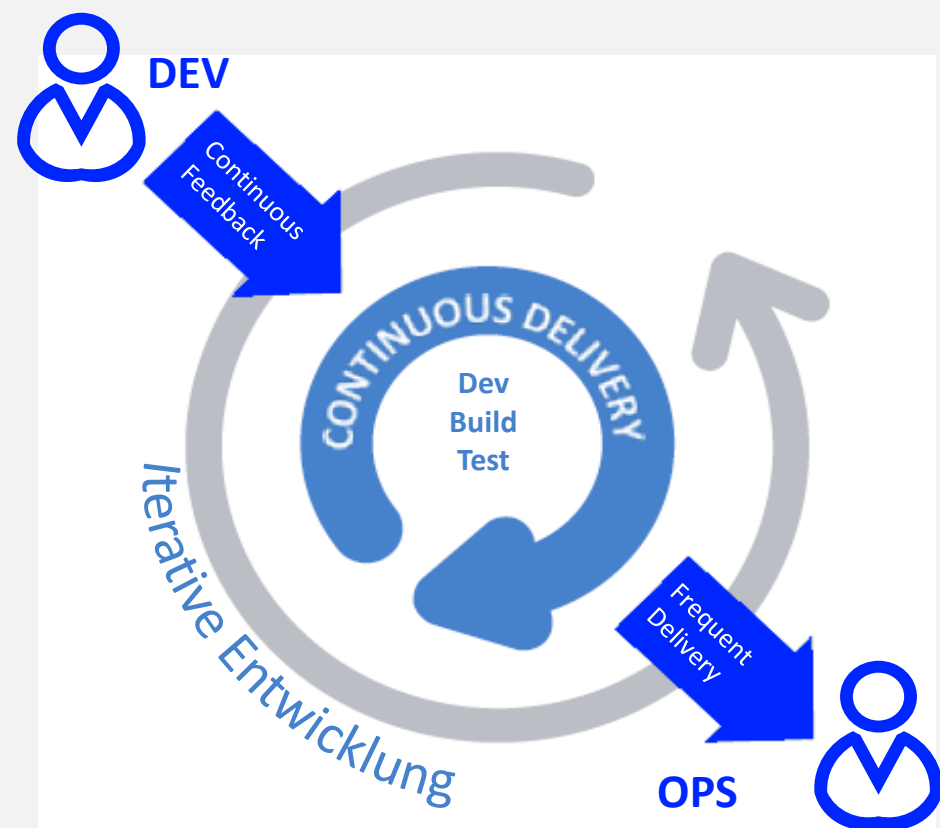 DEV
Continuous
Feedback
CONTINUOUS DELIVERY
Dev
Build
Test
Iterative Entwicklung
Frequent
Delivery
OPS